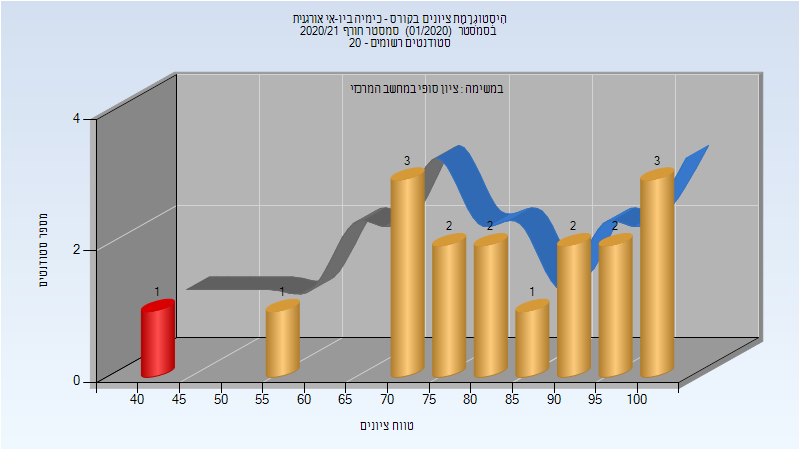 היסטוגרמת ציונים בקורס - כימיה ביו-אי אורגנית
בסמסטר (01/2020) סמסטר חורף 2020/21
סטודנטים רשומים - 20
במשימה : ציון סופי במחשב המרכזי
מספר סטודנטים
4
2
0
1
1
3
2
2
1
2
2
3
40 45 50 55 60 65 70 75 80 85 90 95 100
טווח ציונים